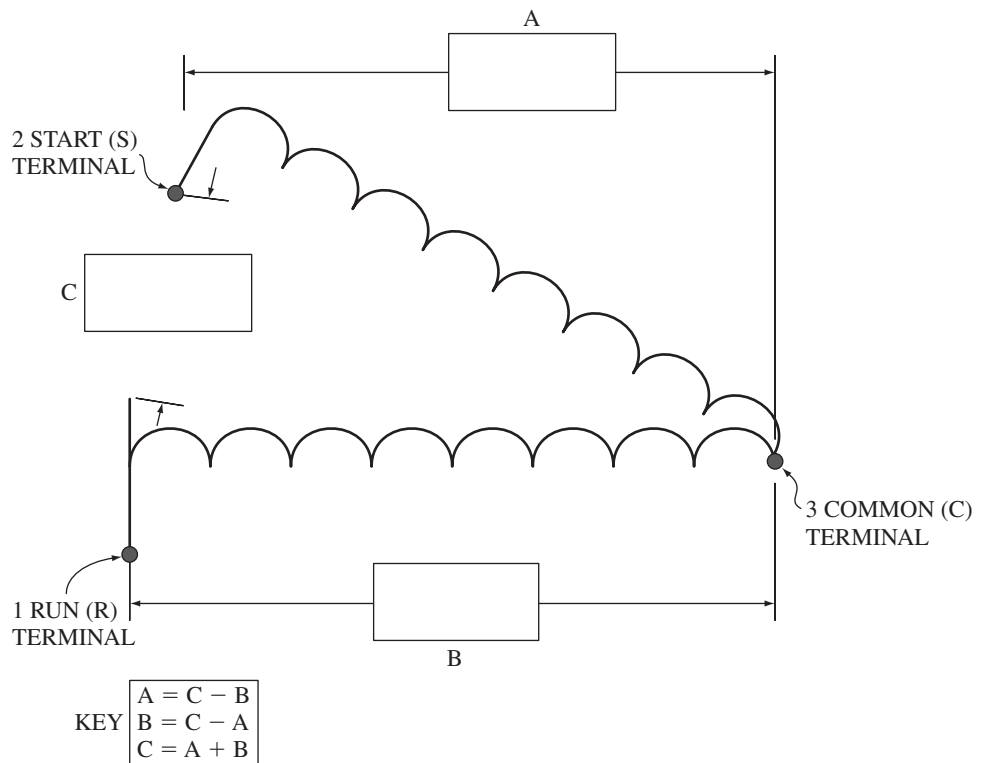 A
2 START (S)
TERMINAL
C
3 COMMON (C)
TERMINAL
1 RUN (R)
TERMINAL
B
KEY
A = C − B
B = C − A
C = A + B